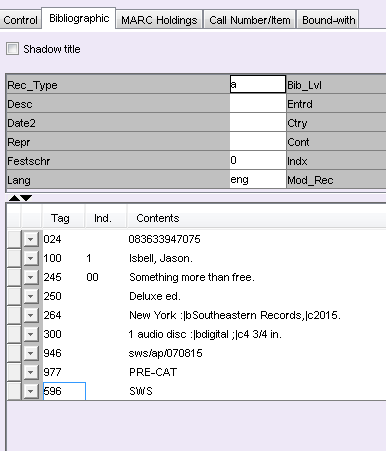 Control Bibliographic MARC Holdings Call Number/Item Bound-with
Shadow title
Rec_Type a Bib_Lvl
Desc Entrd
Date2 Ctry
Repr Cont
Festschr 0 Indx
Lang eng Mod_Rec
Tag Ind. Contents
024 083633947075
100 1 Isbell, Jason.
245 00 Something more than free.
250 Deluxe ed.
264 New York :|bSoutheastern Records,|c2015.
300 1 audio disc :|bdigital ;|c4 3/4 in.
946 sws/ap/070815
977 PRE-CAT
596 SWS